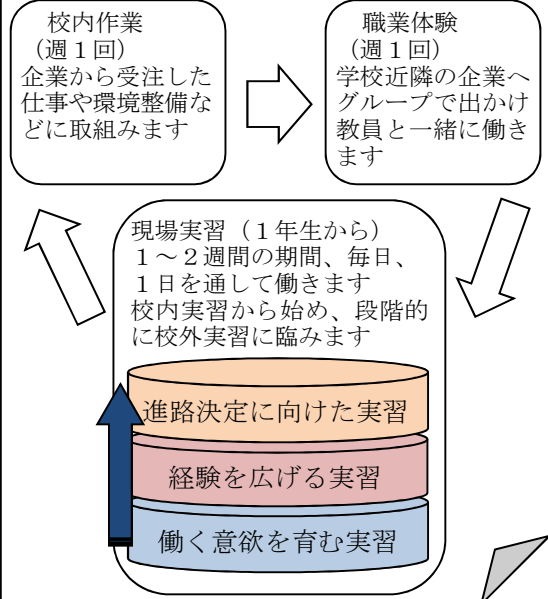 校内作業
（週１回）
企業から受注した
仕事や環境整備な
どに取組みます
職業体験
（週１回）
学校近隣の企業へ
グループで出かけ
教員と一緒に働き
ます
現場実習（１年生から）
１～２週間の期間、毎日、
１日を通して働きます
校内実習から始め、段階的
に校外実習に臨みます
進路決定に向けた実習
経験を広げる実習
働く意欲を育む実習